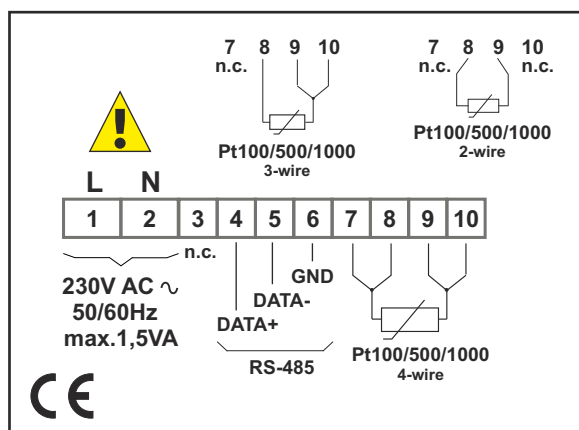 7 8 9 10
n.c.
Pt100/500/1000
3-wire
7 8 9 10
n.c. n.c.
Pt100/500/1000
2-wire
!
L N
1 2 3 4 5 6 7 8 9 10
n.c.
230V AC ∿
50/60Hz
max.1,5VA
GND
DATA-
DATA+
RS-485
Pt100/500/1000
4-wire
CE